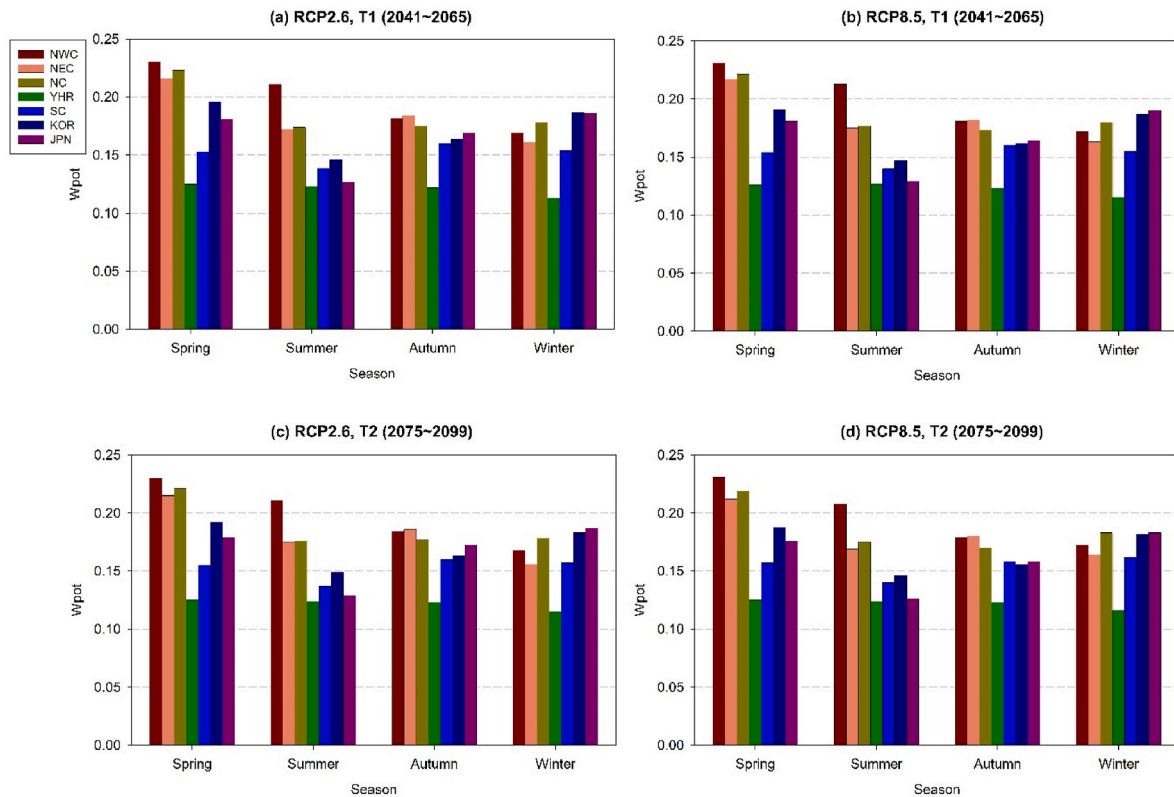 (a) RCP2.6, T1 (2041~2065)
0.25
0.20
0.15
0.10
0.05
0.00
Wpot
NWC
NEC
NC
YHR
SC
KOR
JPN
Spring Summer Autumn Winter
Season
(b) RCP8.5, T1 (2041~2065)
0.25
0.20
0.15
0.10
0.05
0.00
Wpot
Spring Summer Autumn Winter
Season
(c) RCP2.6, T2 (2075~2099)
0.25
0.20
0.15
0.10
0.05
0.00
Wpot
Spring Summer Autumn Winter
Season
(d) RCP8.5, T2 (2075~2099)
0.25
0.20
0.15
0.10
0.05
0.00
Wpot
Spring Summer Autumn Winter
Season